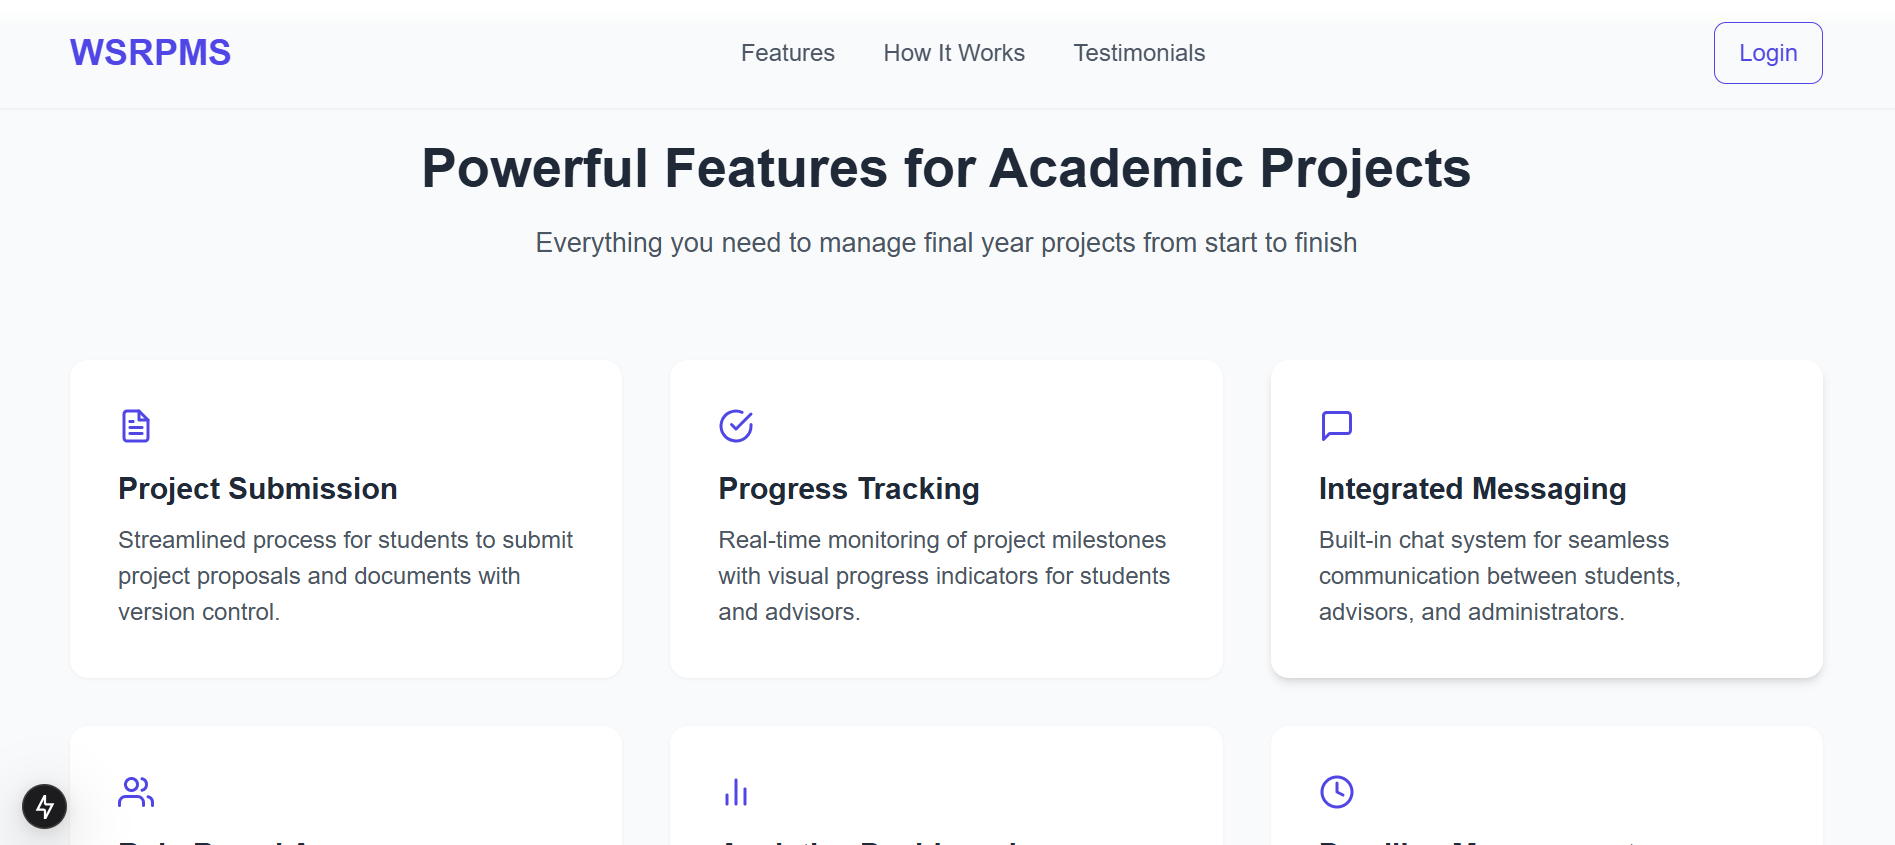 WSRPMS
Features
How It Works
Testimonials
Login
Powerful Features for Academic Projects
Everything you need to manage final year projects from start to finish
Project Submission
Streamlined process for students to submit
project proposals and documents with
version control.
Progress Tracking
Real-time monitoring of project milestones
with visual progress indicators for students
and advisors.
Integrated Messaging
Built-in chat system for seamless
communication between students,
advisors, and administrators.